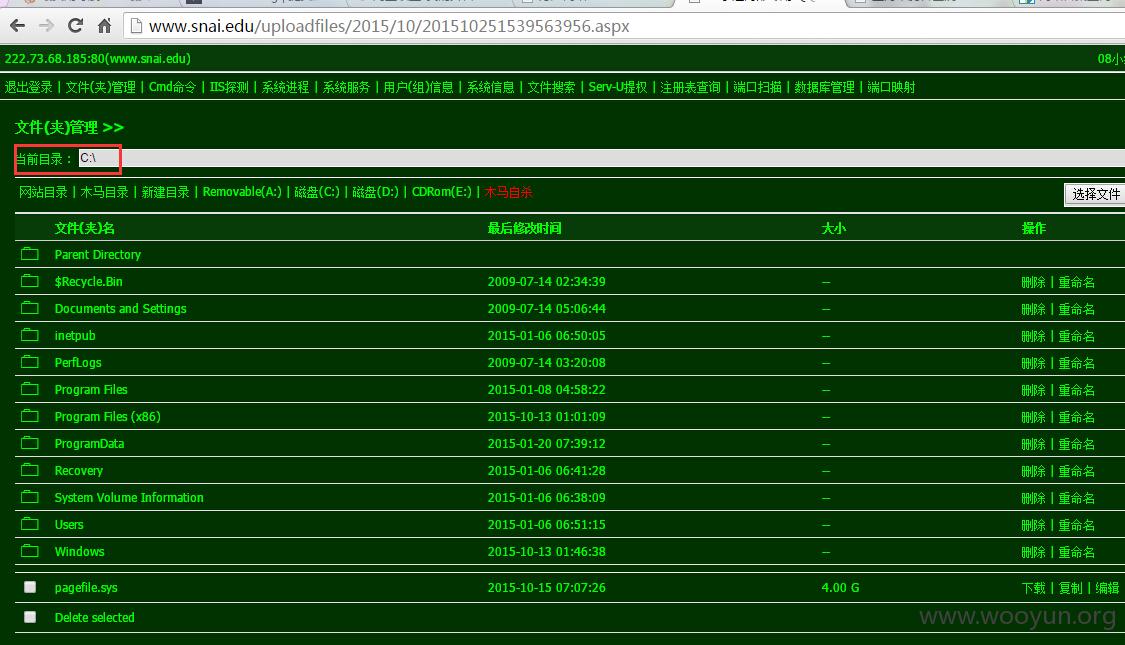 www.snai.edu/uploadfiles/2015/10/201510251539563956.aspx
222.73.68.185:80(www.snai.edu) 08小
退出登录 | 文件(夹)管理 | Cmd命令 | IIS探测 | 系统进程 | 系统服务 | 用户(组)信息 | 系统信息 | 文件搜索 | Serv-U提权 | 注册表查询 | 端口扫描 | 数据库管理 | 端口映射
文件(夹)管理 >>
当前目录： C:\
网站目录 | 木马目录 | 新建目录 | Removable(A:) | 磁盘(C:) | 磁盘(D:) | CDRom(E:) | 木马自杀 选择文件
文件(夹)名 最后修改时间 大小 操作
Parent Directory
$Recycle.Bin 2009-07-14 02:34:39 -- 删除 | 重命名
Documents and Settings 2009-07-14 05:06:44 -- 删除 | 重命名
inetpub 2015-01-06 06:50:05 -- 删除 | 重命名
PerfLogs 2009-07-14 03:20:08 -- 删除 | 重命名
Program Files 2015-01-08 04:58:22 -- 删除 | 重命名
Program Files (x86) 2015-10-13 01:01:09 -- 删除 | 重命名
ProgramData 2015-01-20 07:39:12 -- 删除 | 重命名
Recovery 2015-01-06 06:41:28 -- 删除 | 重命名
System Volume Information 2015-01-06 06:38:09 -- 删除 | 重命名
Users 2015-01-06 06:51:15 -- 删除 | 重命名
Windows 2015-10-13 01:46:38 -- 删除 | 重命名
pagefile.sys 2015-10-15 07:07:26 4.00 G 下载 | 复制 | 编辑
Delete selected
www.wooyun.org